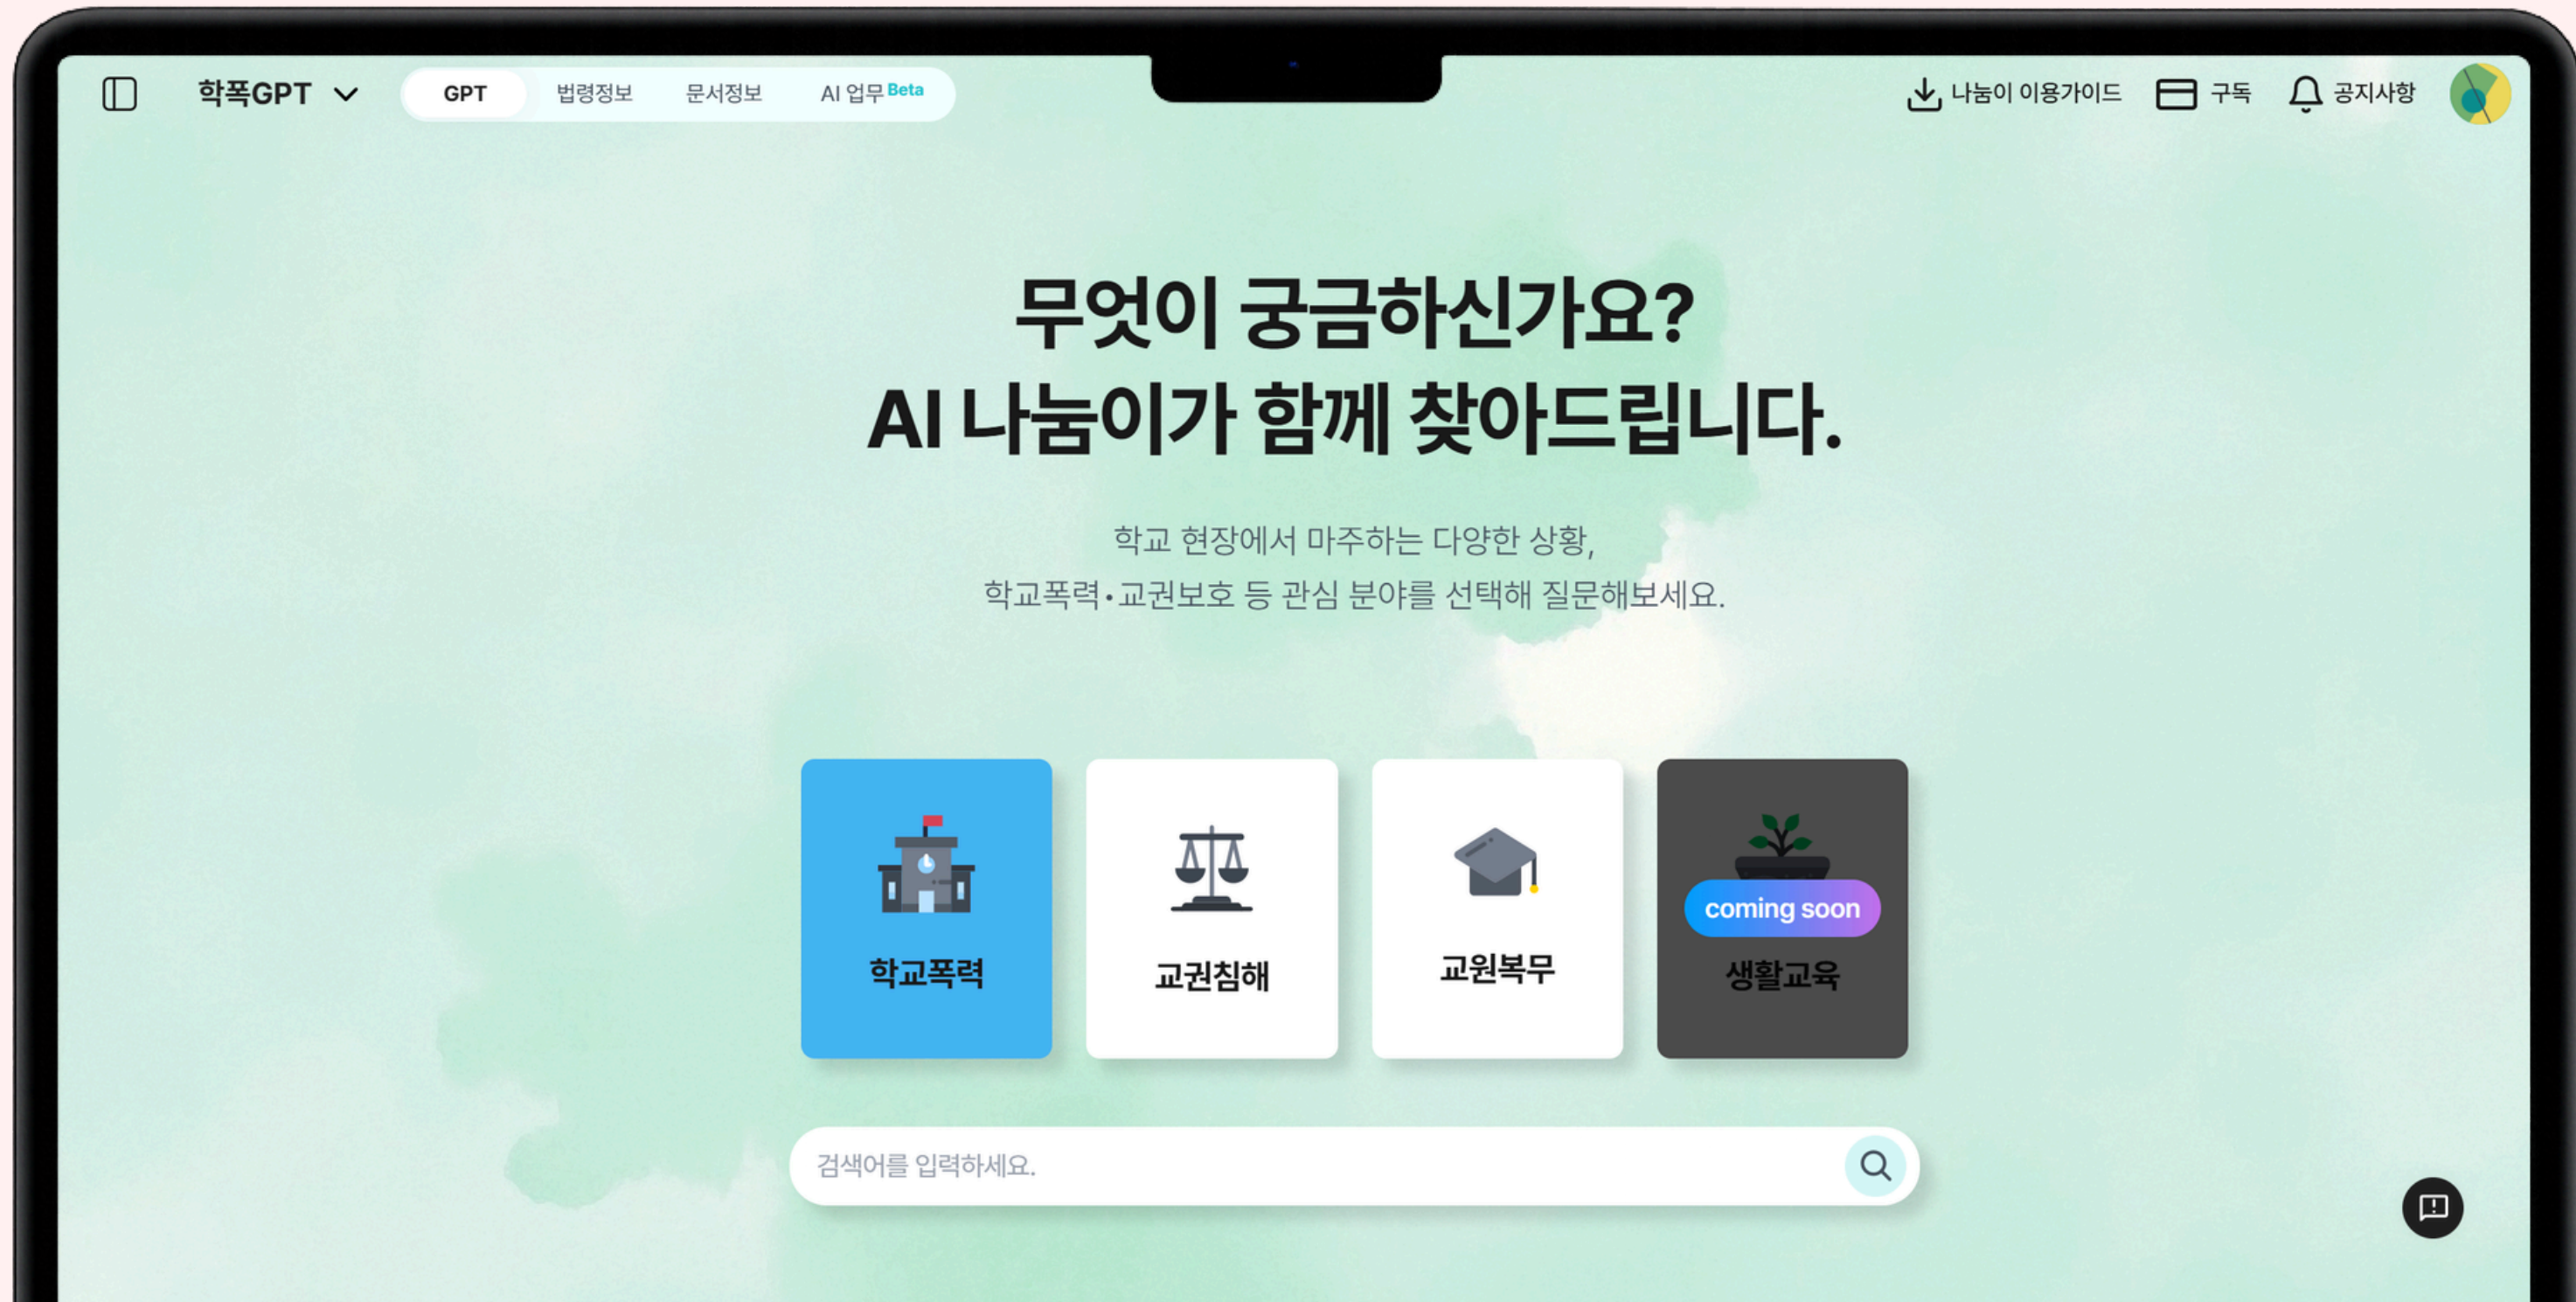 학폭GPT
GPT 법령정보 문서정보 AI 업무 Beta
나눔이 이용가이드 구독 공지사항
무엇이 궁금하신가요?
AI 나눔이가 함께 찾아드립니다.
학교 현장에서 마주하는 다양한 상황,
학교폭력•교권보호 등 관심 분야를 선택해 질문해보세요.
학교폭력
교권침해
교원복무
coming soon
생활교육
검색어를 입력하세요.